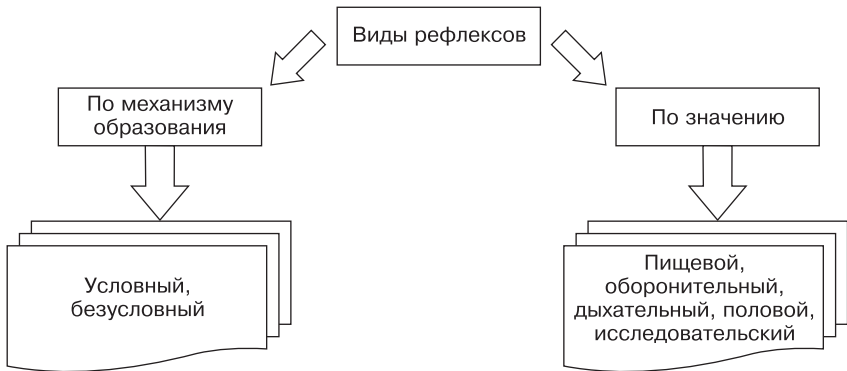 Виды рефлексов
По механизму
образования
По значению
Условный,
безусловный
Пищевой,
оборонительный,
дыхательный, половой,
исследовательский